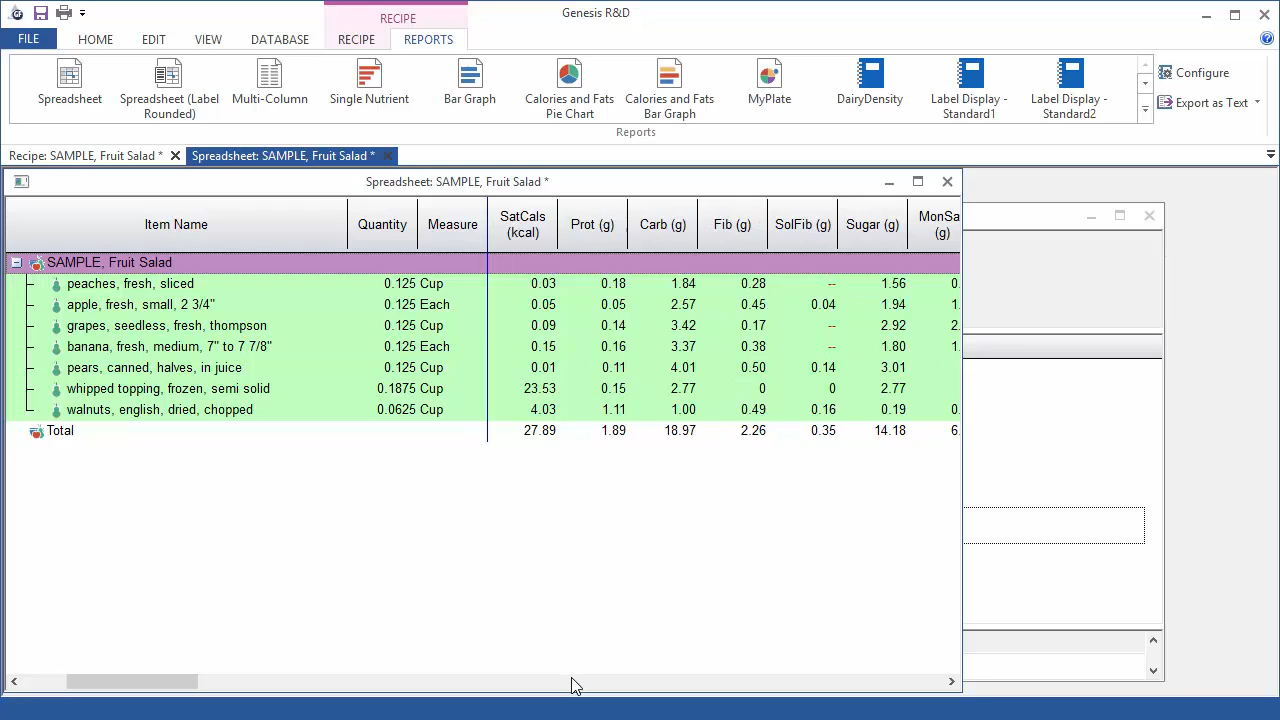 Genesis R&D
RECIPE
FILE HOME EDIT VIEW DATABASE RECIPE REPORTS
Spreadsheet
Spreadsheet (Label Rounded)
Multi-Column
Single Nutrient
Bar Graph
Calories and Fats Pie Chart
Calories and Fats Bar Graph
MyPlate
DairyDensity
Label Display - Standard1
Label Display - Standard2
Configure
Export as Text
Reports
Recipe: SAMPLE, Fruit Salad *
Spreadsheet: SAMPLE, Fruit Salad *
Spreadsheet: SAMPLE, Fruit Salad *
Item Name Quantity Measure SatCals (kcal) Prot (g) Carb (g) Fib (g) SolFib (g) Sugar (g) MonSa (g)
SAMPLE, Fruit Salad
peaches, fresh, sliced 0.125 Cup 0.03 0.18 1.84 0.28 -- 1.56 0.
apple, fresh, small, 2 3/4" 0.125 Each 0.05 0.05 2.57 0.45 0.04 1.94 1.
grapes, seedless, fresh, thompson 0.125 Cup 0.09 0.14 3.42 0.17 -- 2.92 2.
banana, fresh, medium, 7" to 7 7/8" 0.125 Each 0.15 0.16 3.37 0.38 -- 1.80 1.
pears, canned, halves, in juice 0.125 Cup 0.01 0.11 4.01 0.50 0.14 3.01
whipped topping, frozen, semi solid 0.1875 Cup 23.53 0.15 2.77 0 0 2.77
walnuts, english, dried, chopped 0.0625 Cup 4.03 1.11 1.00 0.49 0.16 0.19 0.
Total 27.89 1.89 18.97 2.26 0.35 14.18 6.